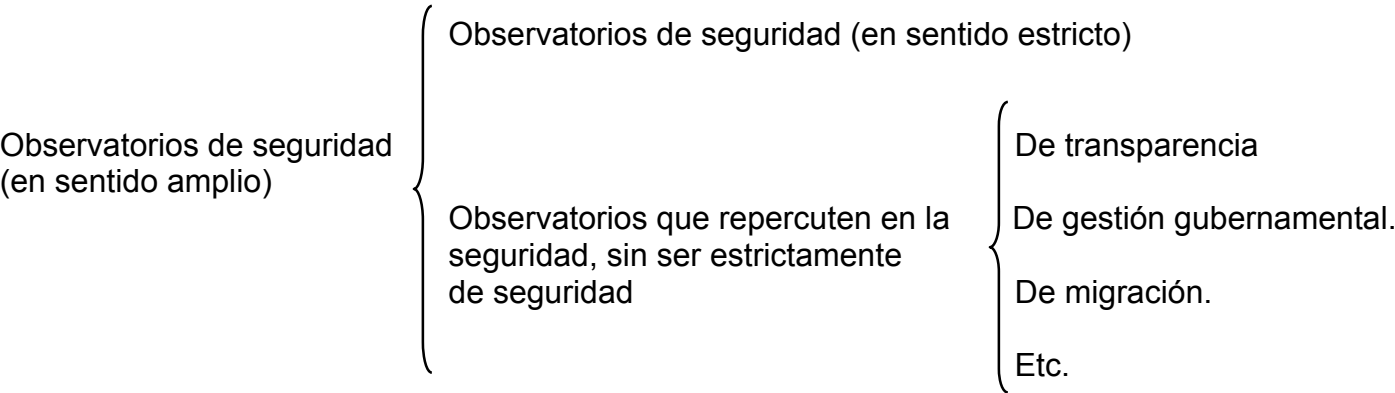 Observatorios de seguridad (en sentido estricto)
Observatorios de seguridad
(en sentido amplio)
Observatorios que repercuten en la
seguridad, sin ser estrictamente
de seguridad
De transparencia
De gestión gubernamental.
De migración.
Etc.